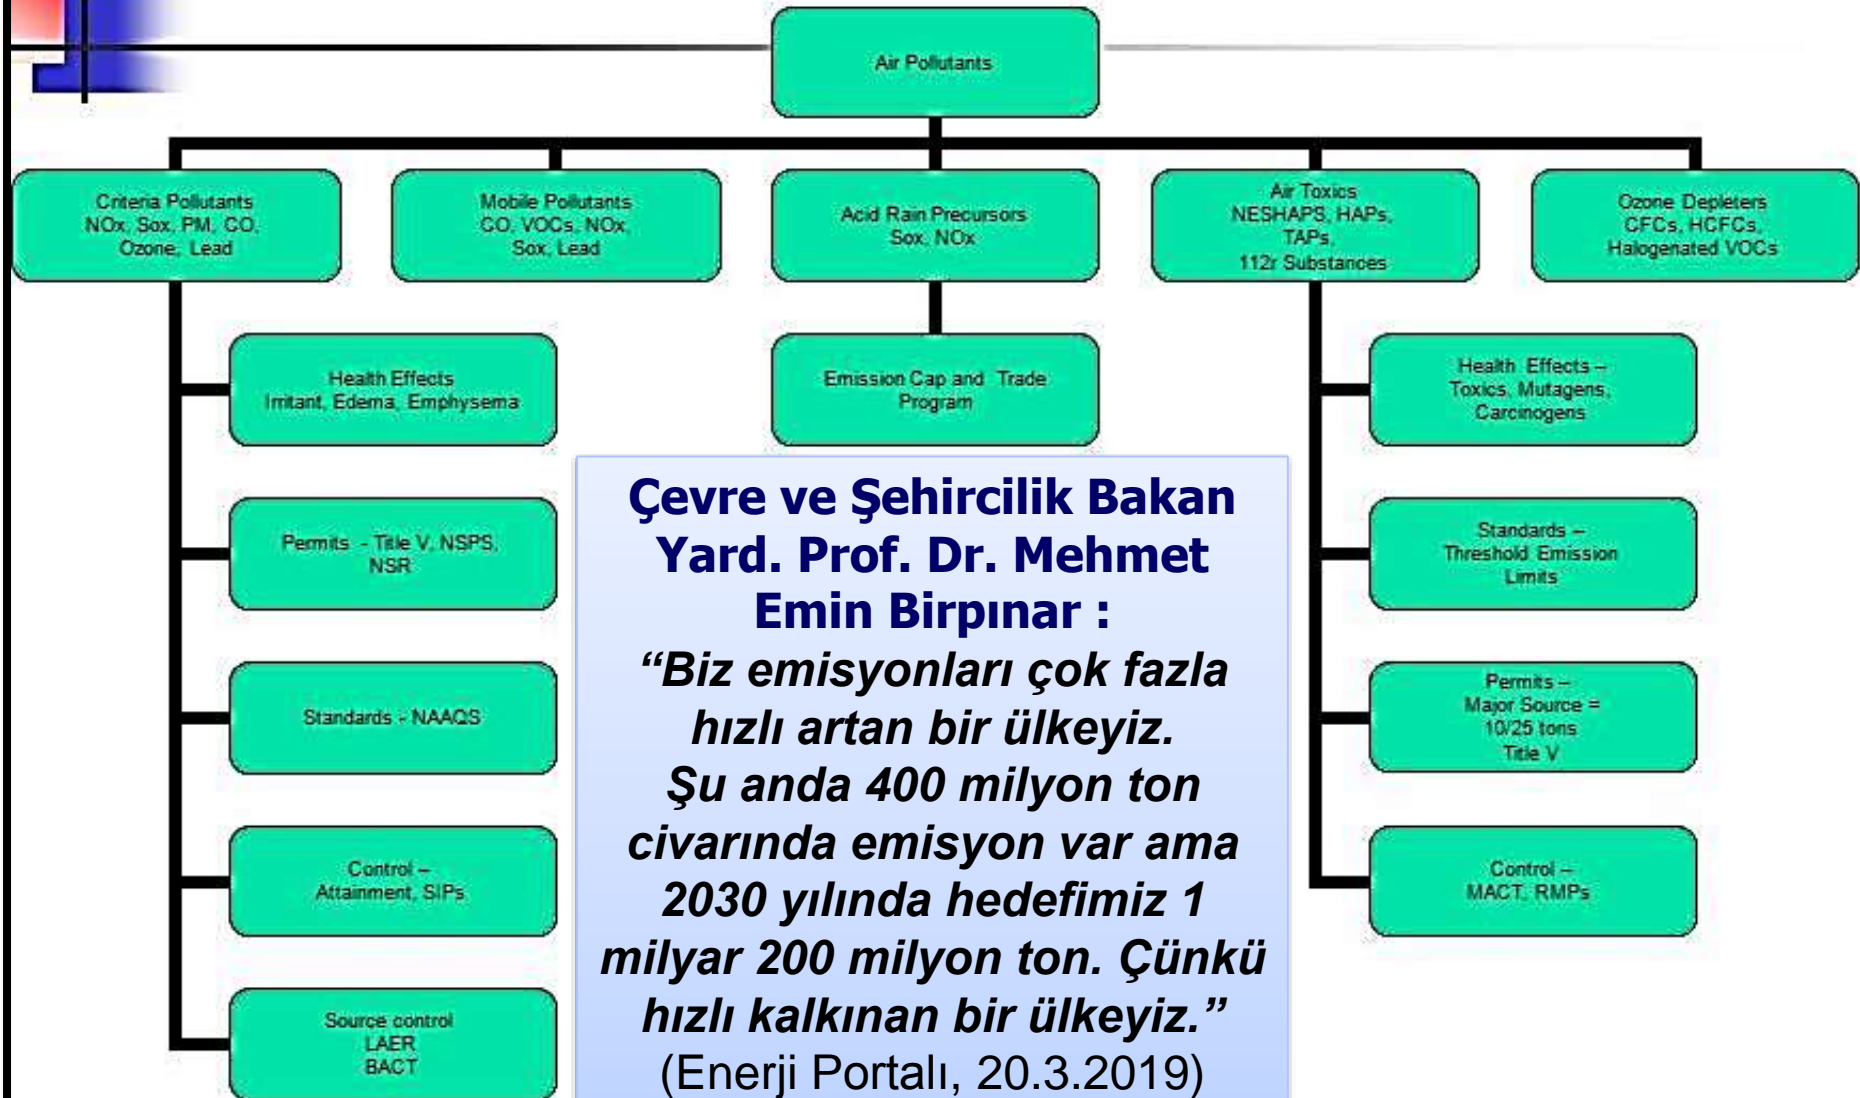 Air Pollutants
Criteria Pollutants
NOx, Sox, PM, CO,
Ozone, Lead
Mobile Pollutants
CO, VOCs, NOx,
Sox, Lead
Acid Rain Precursors
Sox, NOx
Air Toxics
NESHAPS, HAPs,
TAPs,
112r Substances
Ozone Depleters
CFCs, HCFCs,
Halogenated VOCs
Health Effects
Irritant, Edema, Emphysema
Permits - Title V, NSPS,
NSR
Standards - NAAQS
Control –
Attainment, SIPs
Source control
LAER
BACT
Emission Cap and Trade
Program
Health Effects –
Toxics, Mutagens,
Carcinogens
Standards –
Threshold Emission
Limits
Permits –
Major Source =
10/25 tons
Title V
Control –
MACT, RMPs
Çevre ve Şehircilik Bakan
Yard. Prof. Dr. Mehmet
Emin Birpınar :
“Biz emisyonları çok fazla
hızlı artan bir ülkeyiz.
Şu anda 400 milyon ton
civarında emisyon var ama
2030 yılında hedefimiz 1
milyar 200 milyon ton. Çünkü
hızlı kalkınan bir ülkeyiz.”
(Enerji Portalı, 20.3.2019)